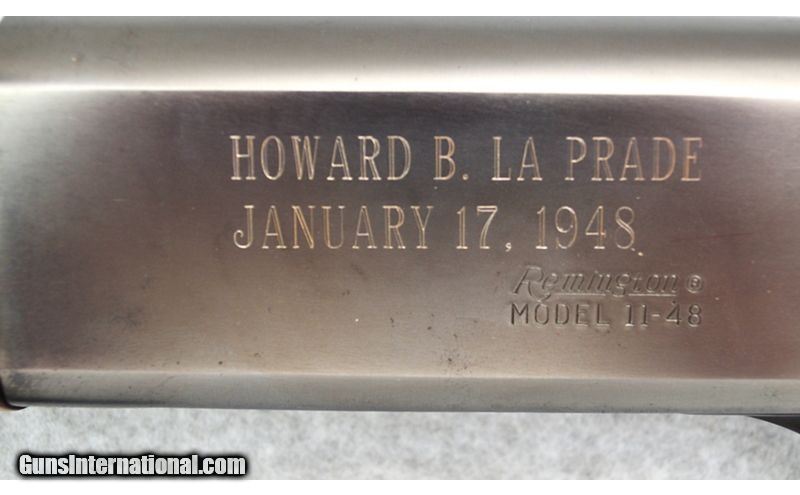 HOWARD B. LA PRADE
JANUARY 17, 1948
Remington®
MODEL 11-48
GunsInternational.com